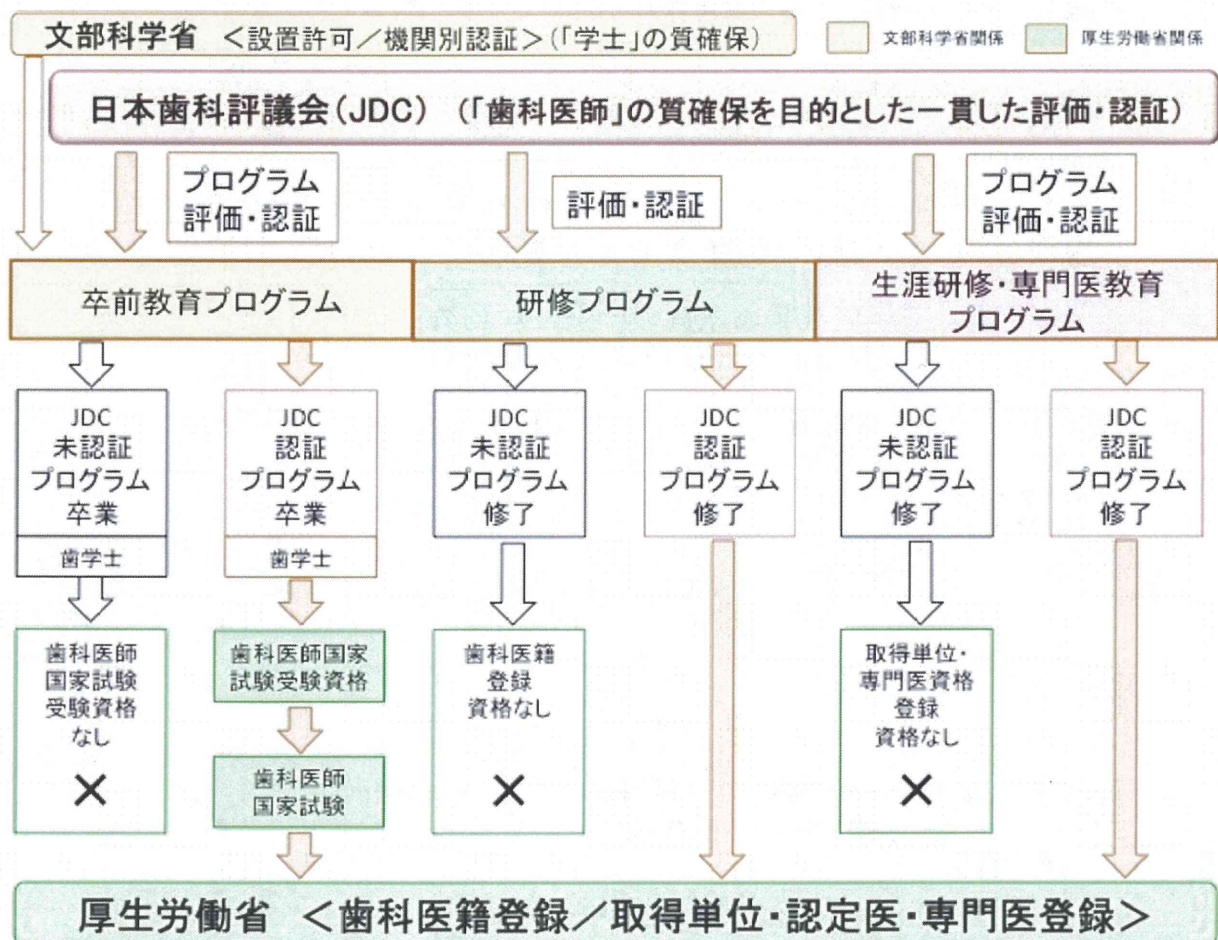 文部科学省 ＜設置許可／機関別認証＞（「学士」の質確保）
文部科学省関係
厚生労働省関係
日本歯科評議会（JDC） （「歯科医師」の質確保を目的とした一貫した評価・認証）
プログラム
評価・認証
評価・認証
プログラム
評価・認証
卒前教育プログラム
研修プログラム
生涯研修・専門医教育
プログラム
JDC
未認証
プログラム
卒業
歯学士
JDC
認証
プログラム
卒業
歯学士
JDC
未認証
プログラム
修了
JDC
認証
プログラム
修了
JDC
未認証
プログラム
修了
JDC
認証
プログラム
修了
歯科医師
国家試験
受験資格
なし
×
歯科医師国家
試験受験資格
歯科医師
国家試験
歯科医籍
登録
資格なし
×
取得単位・
専門医資格
登録
資格なし
×
厚生労働省 ＜歯科医籍登録／取得単位・認定医・専門医登録＞